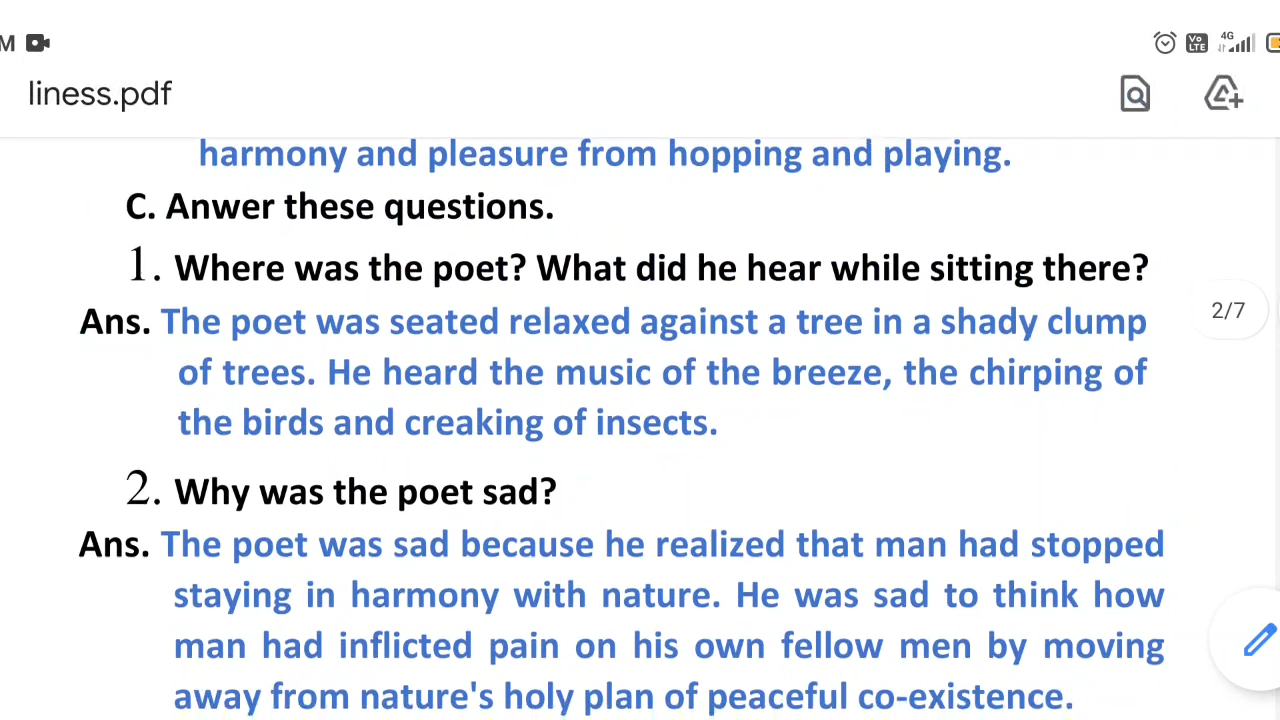 M
Vo LTE 4G
liness.pdf
harmony and pleasure from hopping and playing.
C. Anwer these questions.
1. Where was the poet? What did he hear while sitting there?
Ans. The poet was seated relaxed against a tree in a shady clump
2/7
of trees. He heard the music of the breeze, the chirping of
the birds and creaking of insects.
2. Why was the poet sad?
Ans. The poet was sad because he realized that man had stopped
staying in harmony with nature. He was sad to think how
man had inflicted pain on his own fellow men by moving
away from nature's holy plan of peaceful co-existence.